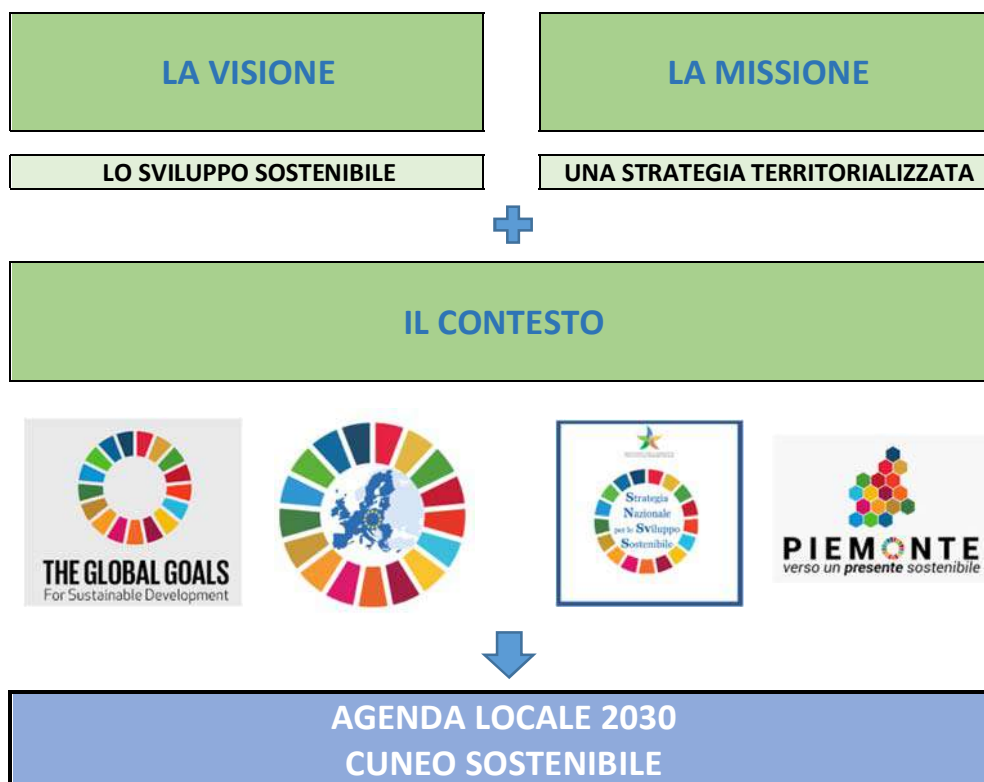 LA VISIONE
LA MISSIONE
LO SVILUPPO SOSTENIBILE
UNA STRATEGIA TERRITORIALIZZATA
IL CONTESTO
THE GLOBAL GOALS
For Sustainable Development
Strategia
Nazionale
per lo Sviluppo
Sostenibile
PIEMONTE
verso un presente sostenibile
AGENDA LOCALE 2030
CUNEO SOSTENIBILE